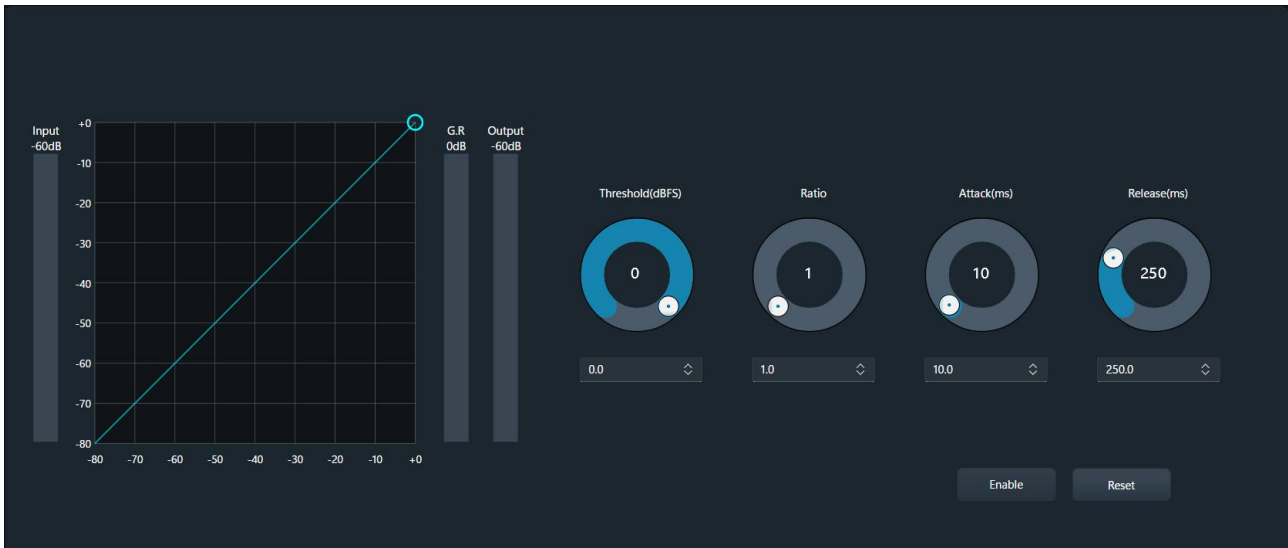 Input
-60dB
+0
-10
-20
-30
-40
-50
-60
-70
-80
-80 -70 -60 -50 -40 -30 -20 -10 +0
G.R
0dB
Output
-60dB
Threshold(dBFS) Ratio Attack(ms) Release(ms)
0 1 10 250
0.0 1.0 10.0 250.0
Enable Reset